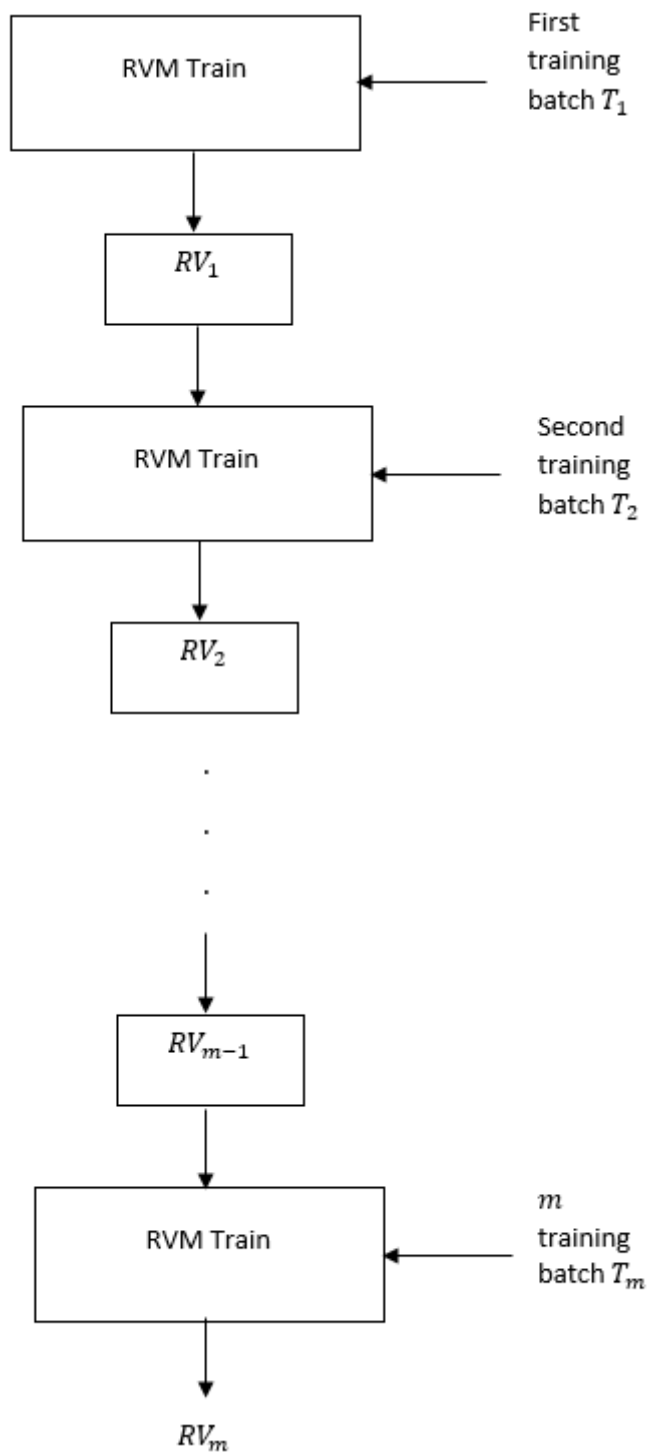 First
RVM Train
training
batch T₁
RV₁
Second
RVM Train
training
batch T₂
RV₂
.
.
.
RVₘ₋₁
m
RVM Train
training
batch Tₘ
RVₘ